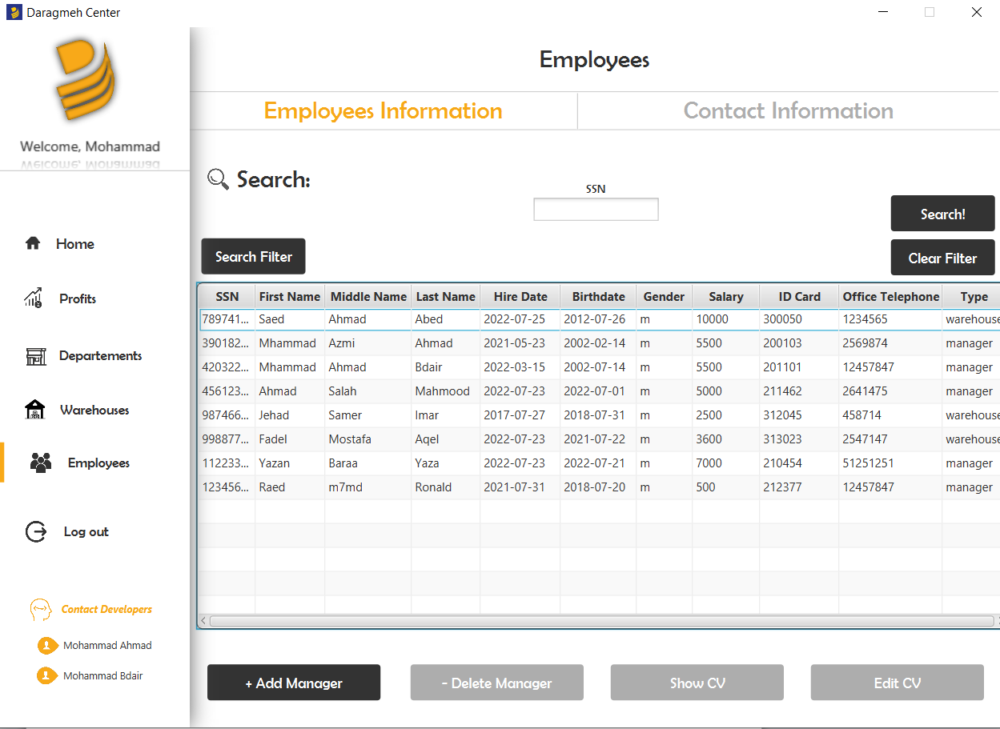 Daragmeh Center
Welcome, Mohammad
Home
Profits
Departements
Warehouses
Employees
Log out
Contact Developers
Mohammad Ahmad
Mohammad Bdair
Employees
Employees Information Contact Information
Search:
SSN
Search!
Search Filter Clear Filter
SSN First Name Middle Name Last Name Hire Date Birthdate Gender Salary ID Card Office Telephone Type
789741... Saed Ahmad Abed 2022-07-25 2012-07-26 m 10000 300050 1234565 warehouse
390182... Mhammad Azmi Ahmad 2021-05-23 2002-02-14 m 5500 200103 2569874 manager
420322... Mhammad Ahmad Bdair 2022-03-15 2002-07-14 m 5500 201101 12457847 manager
456123... Ahmad Salah Mahmood 2022-07-23 2022-07-01 m 5000 211462 2641475 manager
987466... Jehad Samer Imar 2017-07-27 2018-07-31 m 2500 312045 458714 warehouse
998877... Fadel Mostafa Aqel 2022-07-23 2021-07-22 m 3600 313023 2547147 warehouse
112233... Yazan Baraa Yaza 2022-07-23 2022-07-21 m 7000 210454 51251251 manager
123456... Raed m7md Ronald 2021-07-31 2018-07-20 m 500 212377 12457847 manager
+ Add Manager - Delete Manager Show CV Edit CV